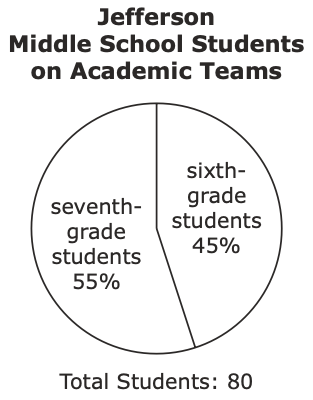 Jefferson
Middle School Students
on Academic Teams
seventh-
grade
students
55%
sixth-
grade
students
45%
Total Students: 80